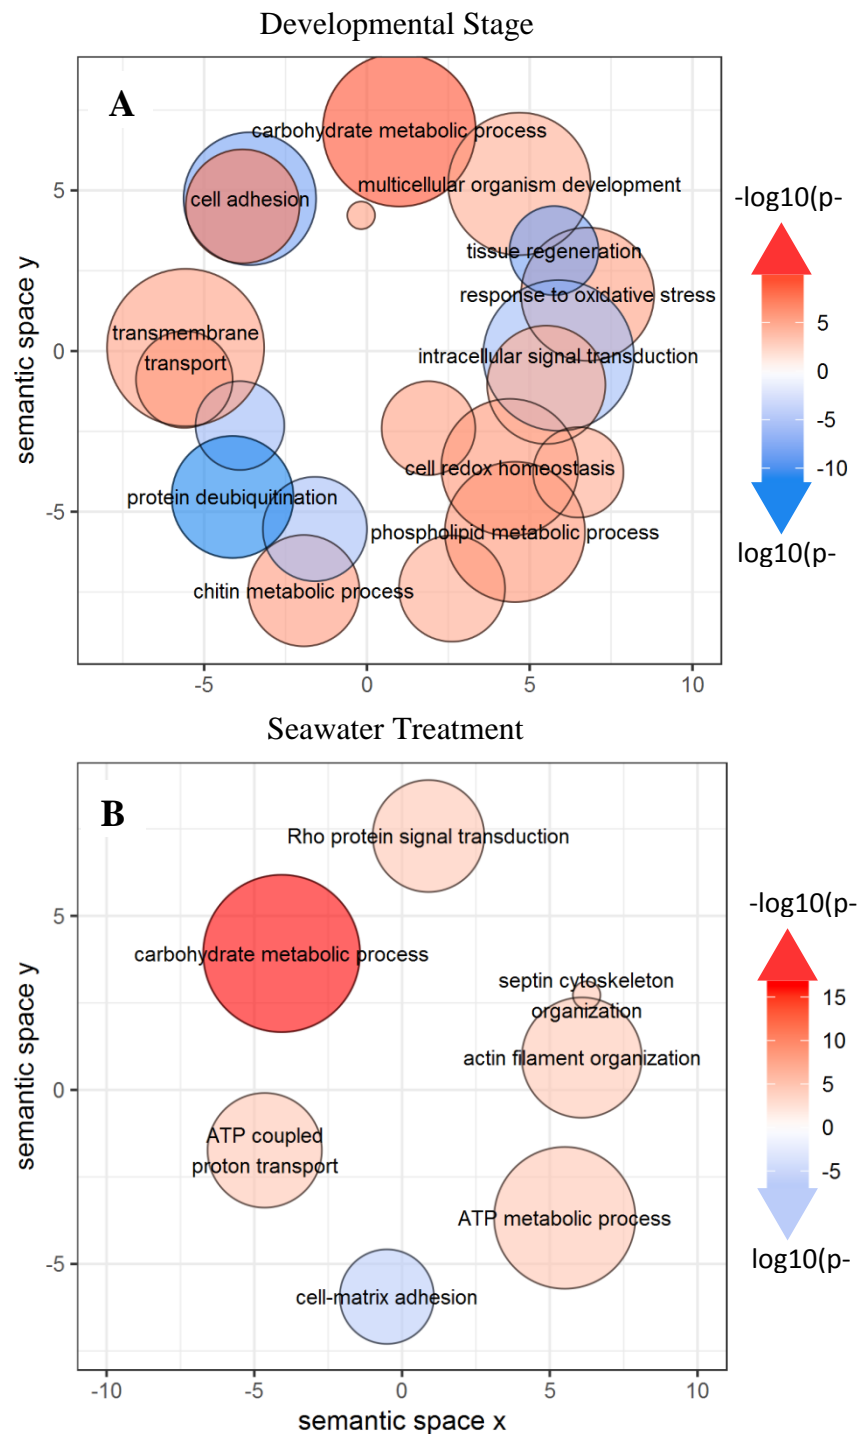 Developmental Stage
A
carbohydrate metabolic process
multicellular organism development
cell adhesion
tissue regeneration
response to oxidative stress
transmembrane
transport
intracellular signal transduction
cell redox homeostasis
protein deubiquitination
phospholipid metabolic process
chitin metabolic process
semantic space y
5
0
-5
-5
0
5
10
-log10(p-
5
0
-5
-10
log10(p-
Seawater Treatment
B
Rho protein signal transduction
carbohydrate metabolic process
septin cytoskeleton
organization
actin filament organization
ATP coupled
proton transport
ATP metabolic process
cell-matrix adhesion
semantic space y
5
0
-5
-10
-5
0
5
10
semantic space x
-log10(p-
15
10
5
0
-5
log10(p-